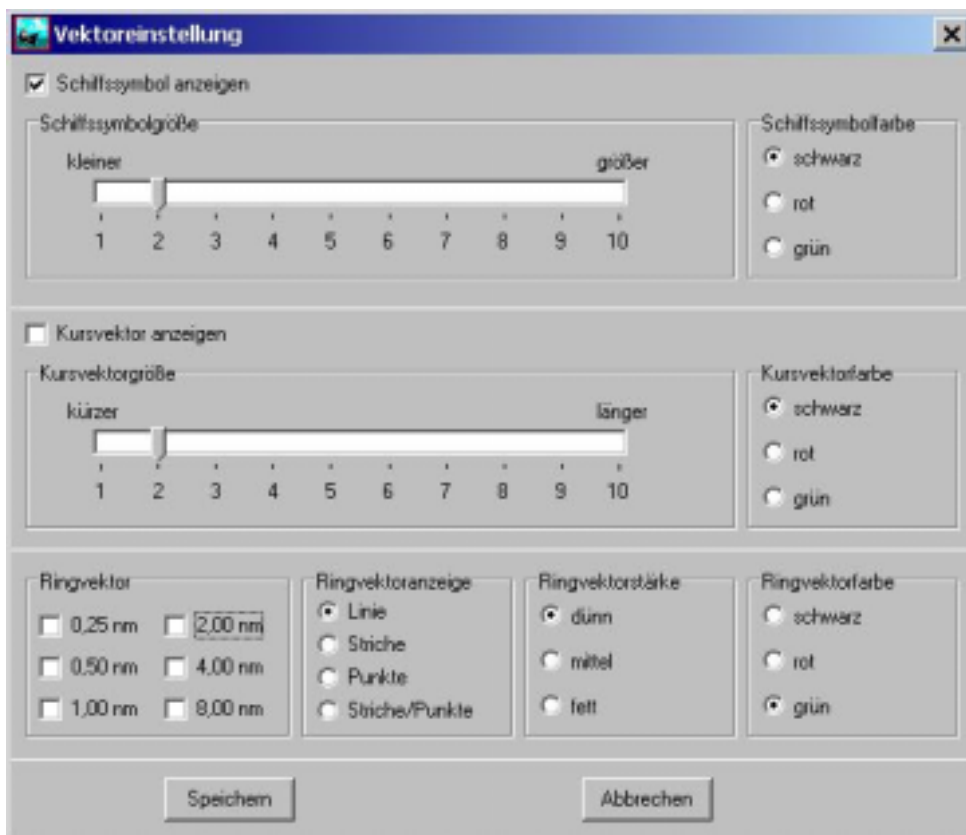 Vektoreinstellung
Schiffssymbol anzeigen
Schiffssymbolgröße
kleiner größer
1 2 3 4 5 6 7 8 9 10
Schiffssymbolfarbe
schwarz
rot
grün
Kursvektor anzeigen
Kursvektorgröße
kürzer länger
1 2 3 4 5 6 7 8 9 10
Kursvektorfarbe
schwarz
rot
grün
Ringvektor
0,25 nm 2,00 nm
0,50 nm 4,00 nm
1,00 nm 8,00 nm
Ringvektoranzeige
Linie
Striche
Punkte
Striche/Punkte
Ringvektorstärke
dünn
mittel
fett
Ringvektorfarbe
schwarz
rot
grün
Speichern Abbrechen